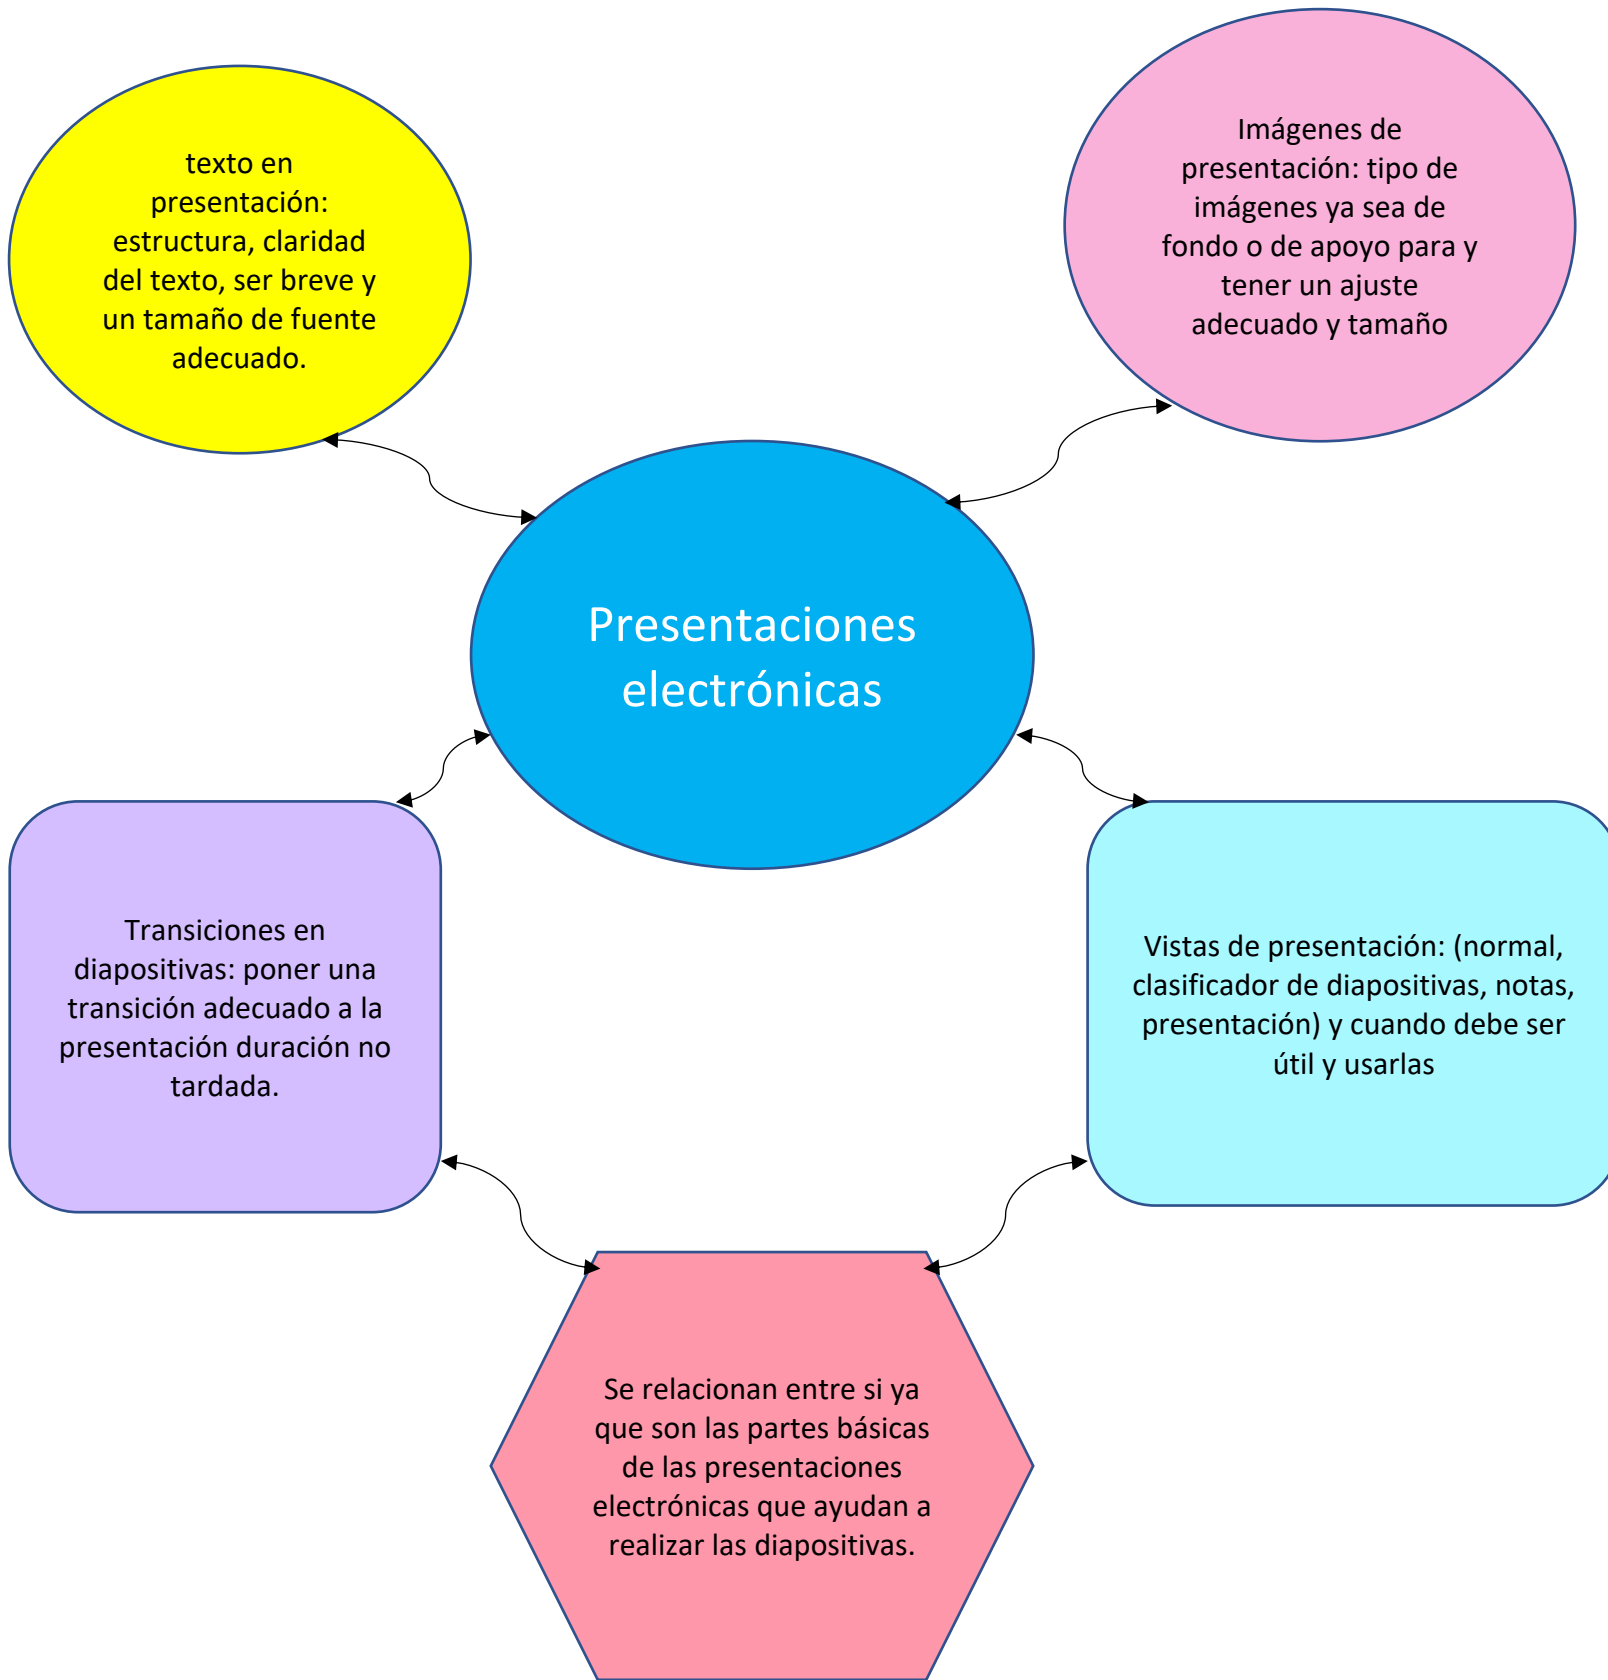 texto en
presentación:
estructura, claridad
del texto, ser breve y
un tamaño de fuente
adecuado.
Imágenes de
presentación: tipo de
imágenes ya sea de
fondo o de apoyo para y
tener un ajuste
adecuado y tamaño
Presentaciones
electrónicas
Transiciones en
diapositivas: poner una
transición adecuado a la
presentación duración no
tardada.
Vistas de presentación: (normal,
clasificador de diapositivas, notas,
presentación) y cuando debe ser
útil y usarlas
Se relacionan entre si ya
que son las partes básicas
de las presentaciones
electrónicas que ayudan a
realizar las diapositivas.